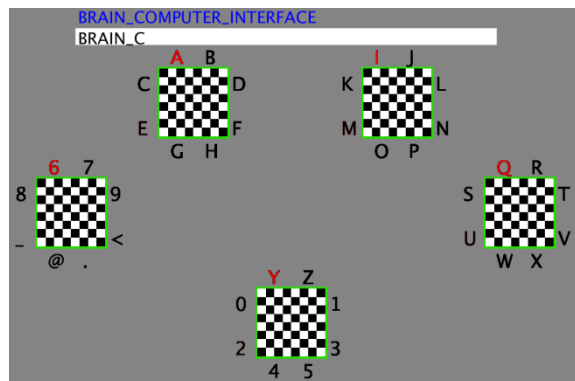 BRAIN_COMPUTER_INTERFACE
BRAIN_C
A B
C D
E F
G H
I J
K L
M N
O P
6 7
8 9
_ <
@ .
Q R
S T
U V
W X
Y Z
0 1
2 3
4 5